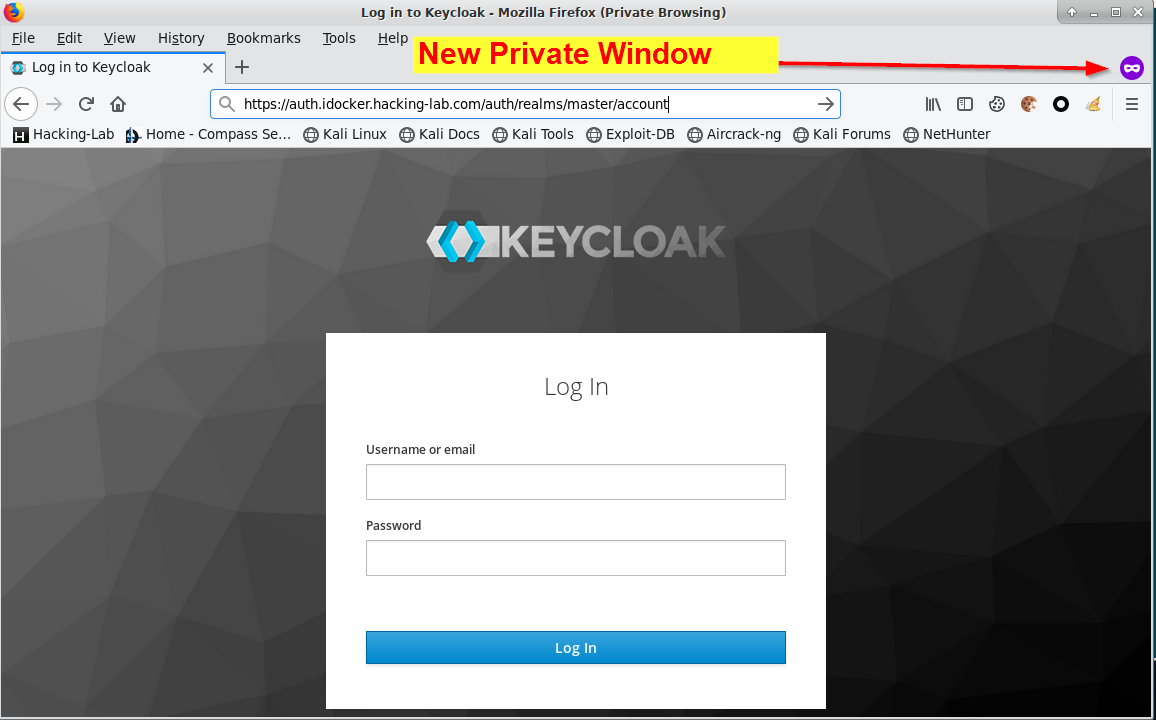 Log in to Keycloak - Mozilla Firefox (Private Browsing)
File Edit View History Bookmarks Tools Help
New Private Window
Log in to Keycloak
https://auth.idocker.hacking-lab.com/auth/realms/master/account
H Hacking-Lab Home - Compass Se... Kali Linux Kali Docs Kali Tools Exploit-DB Aircrack-ng Kali Forums NetHunter
KEYCLOAK
Log In
Username or email
Password
Log In